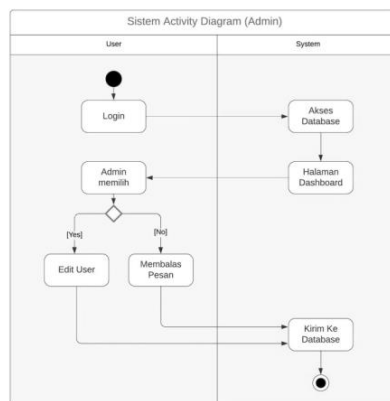 Sistem Activity Diagram (Admin)
User
System
Login
Akses
Database
Admin
memilih
Halaman
Dashboard
[Yes]
[No]
Edit User
Membalas
Pesan
Kirim Ke
Database